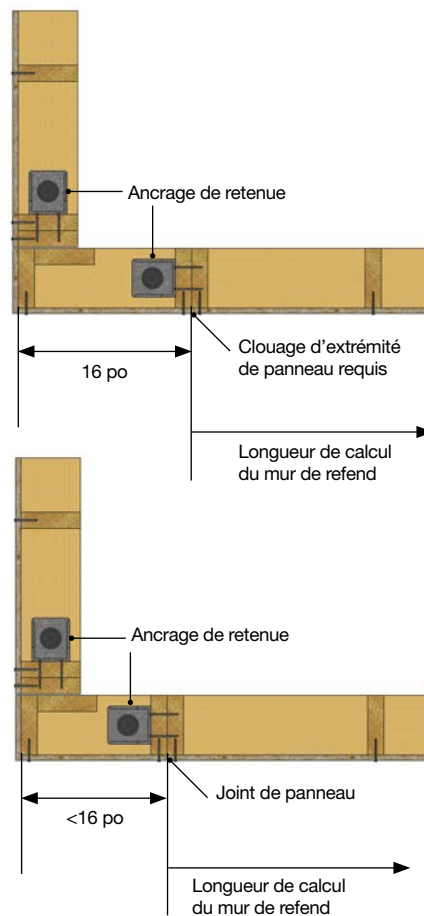 Ancrage de retenue
Clouage d'extrémité
de panneau requis
16 po
Longueur de calcul
du mur de refend
Ancrage de retenue
Joint de panneau
<16 po
Longueur de calcul
du mur de refend